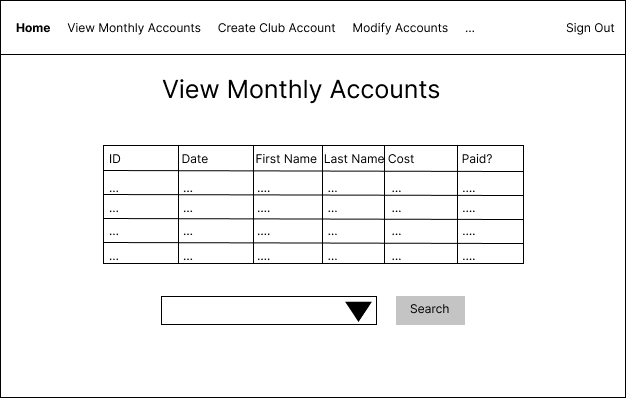 Home View Monthly Accounts Create Club Account Modify Accounts ... Sign Out
View Monthly Accounts
ID Date First Name Last Name Cost Paid?
... ... .... ... ... ....
... ... .... ... ... ....
... ... .... ... ... ....
... ... .... ... ... ....
Search